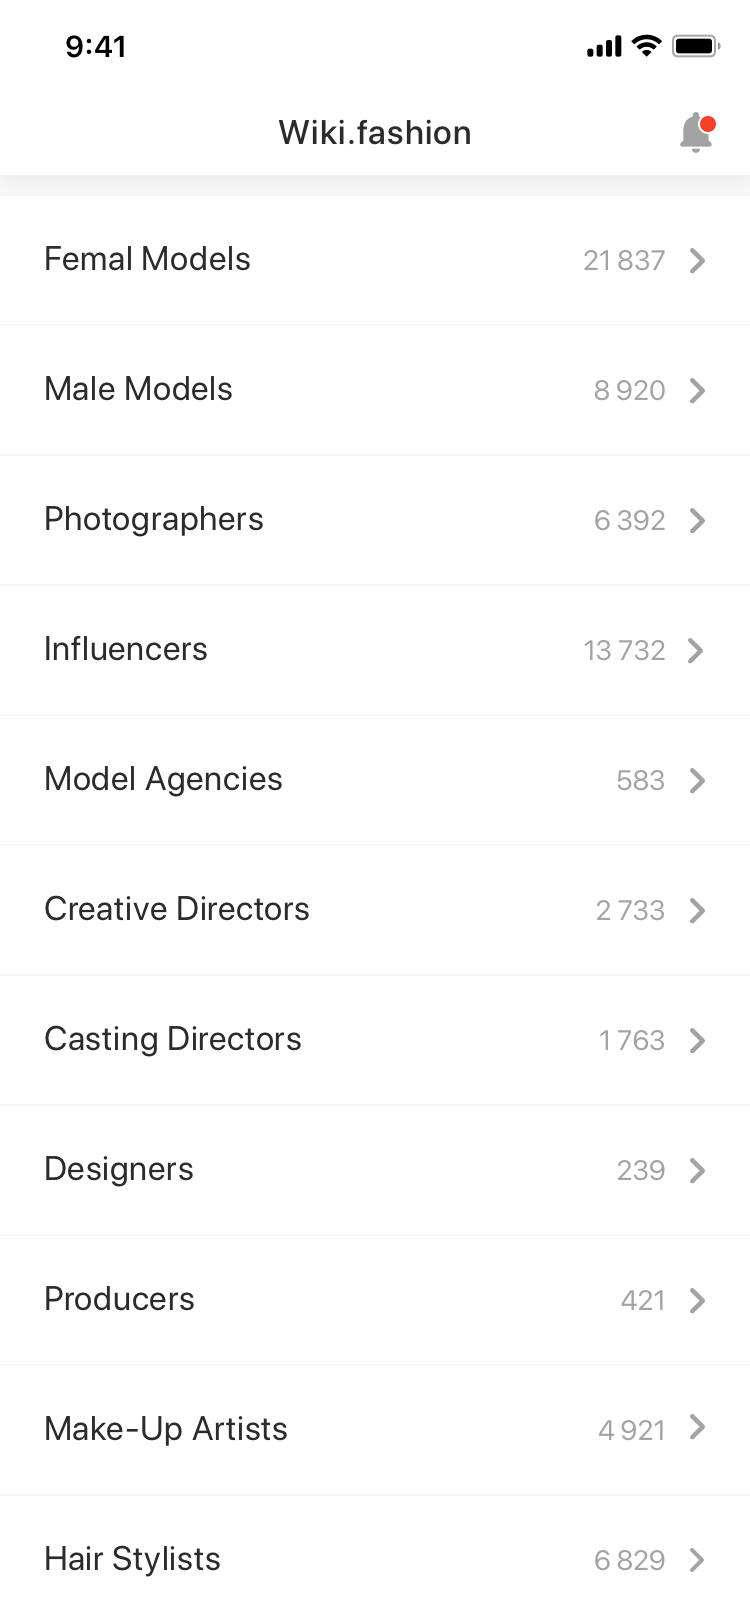 9:41
Wiki.fashion
Femal Models 21 837
Male Models 8 920
Photographers 6 392
Influencers 13 732
Model Agencies 583
Creative Directors 2 733
Casting Directors 1 763
Designers 239
Producers 421
Make-Up Artists 4 921
Hair Stylists 6 829